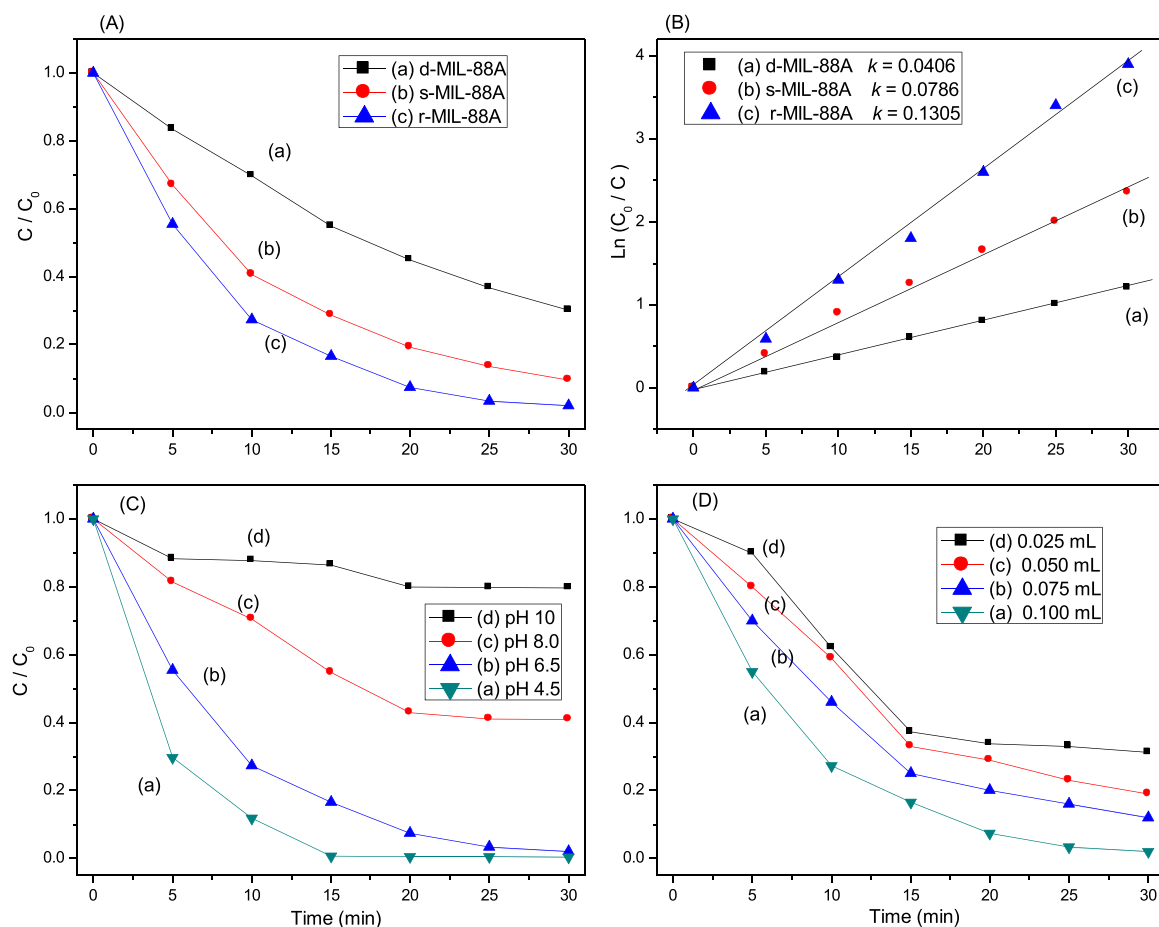 (A)
(a) d-MIL-88A
(b) s-MIL-88A
(c) r-MIL-88A
(a)
(b)
(c)
C / C0
1.0
0.8
0.6
0.4
0.2
0.0
0 5 10 15 20 25 30
(B)
(a) d-MIL-88A k = 0.0406
(b) s-MIL-88A k = 0.0786
(c) r-MIL-88A k = 0.1305
(c)
(b)
(a)
Ln (C0 / C)
4
3
2
1
0
0 5 10 15 20 25 30
(C)
(d)
(c)
(b)
(a)
(d) pH 10
(c) pH 8.0
(b) pH 6.5
(a) pH 4.5
C / C0
1.0
0.8
0.6
0.4
0.2
0.0
0 5 10 15 20 25 30
Time (min)
(D)
(d)
(c)
(b)
(a)
(d) 0.025 mL
(c) 0.050 mL
(b) 0.075 mL
(a) 0.100 mL
1.0
0.8
0.6
0.4
0.2
0.0
0 5 10 15 20 25 30
Time (min)